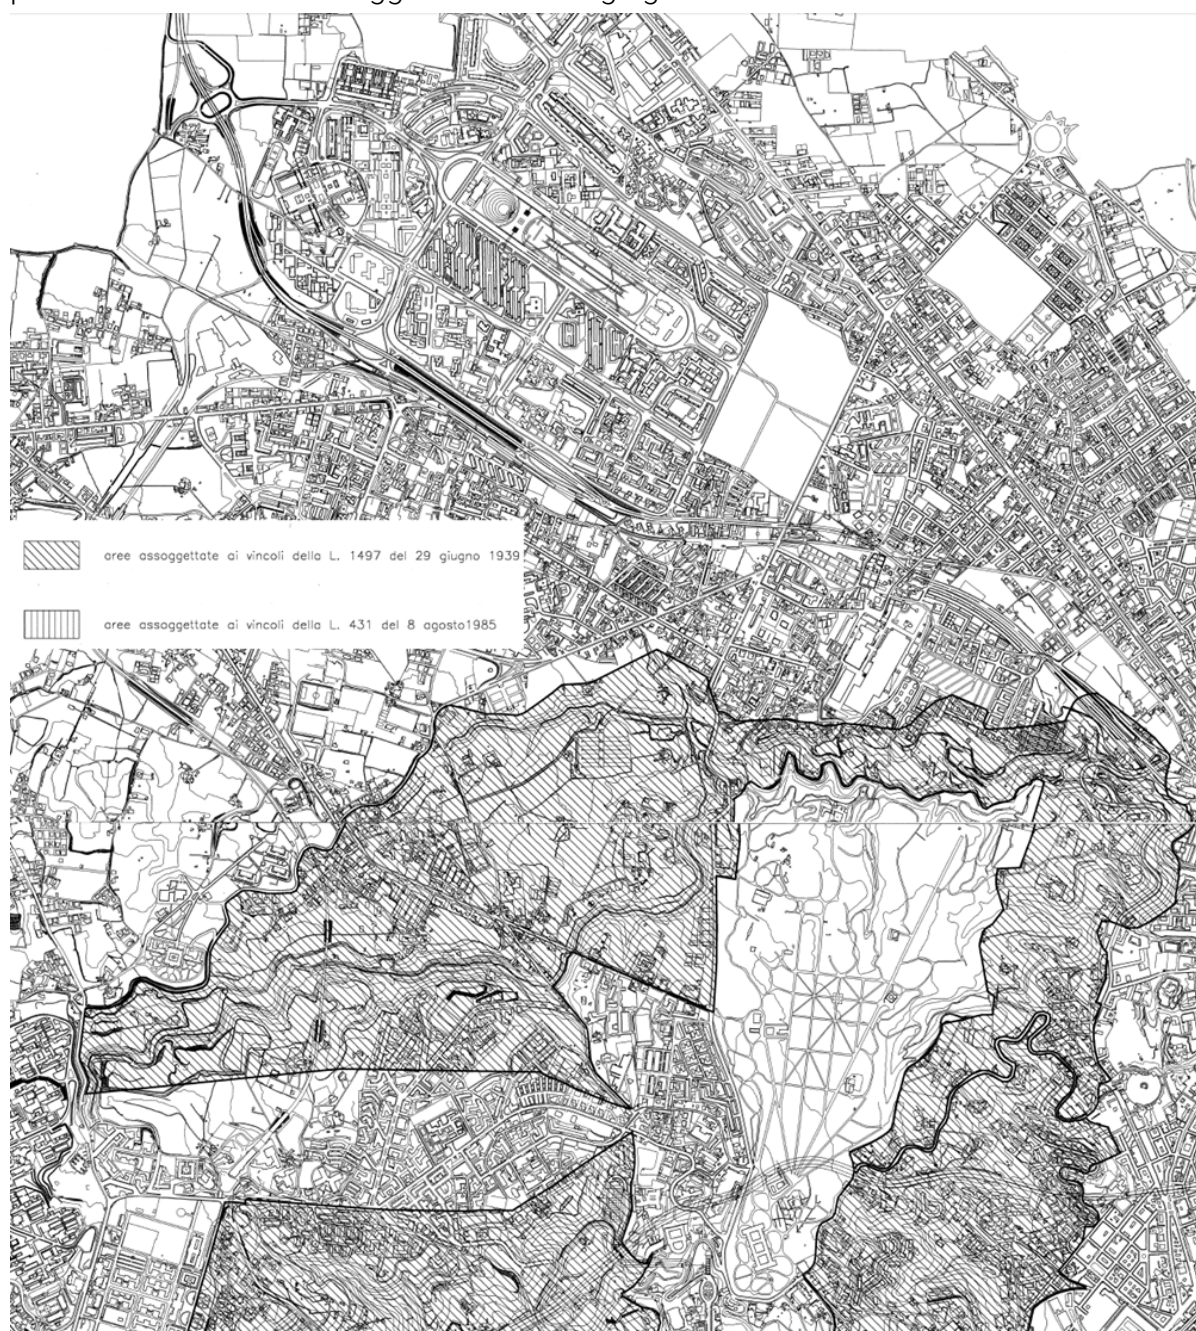 aree assoggettate ai vincoli della L. 1497 del 29 giugno 1939
aree assoggettate ai vincoli della L. 431 del 8 agosto1985